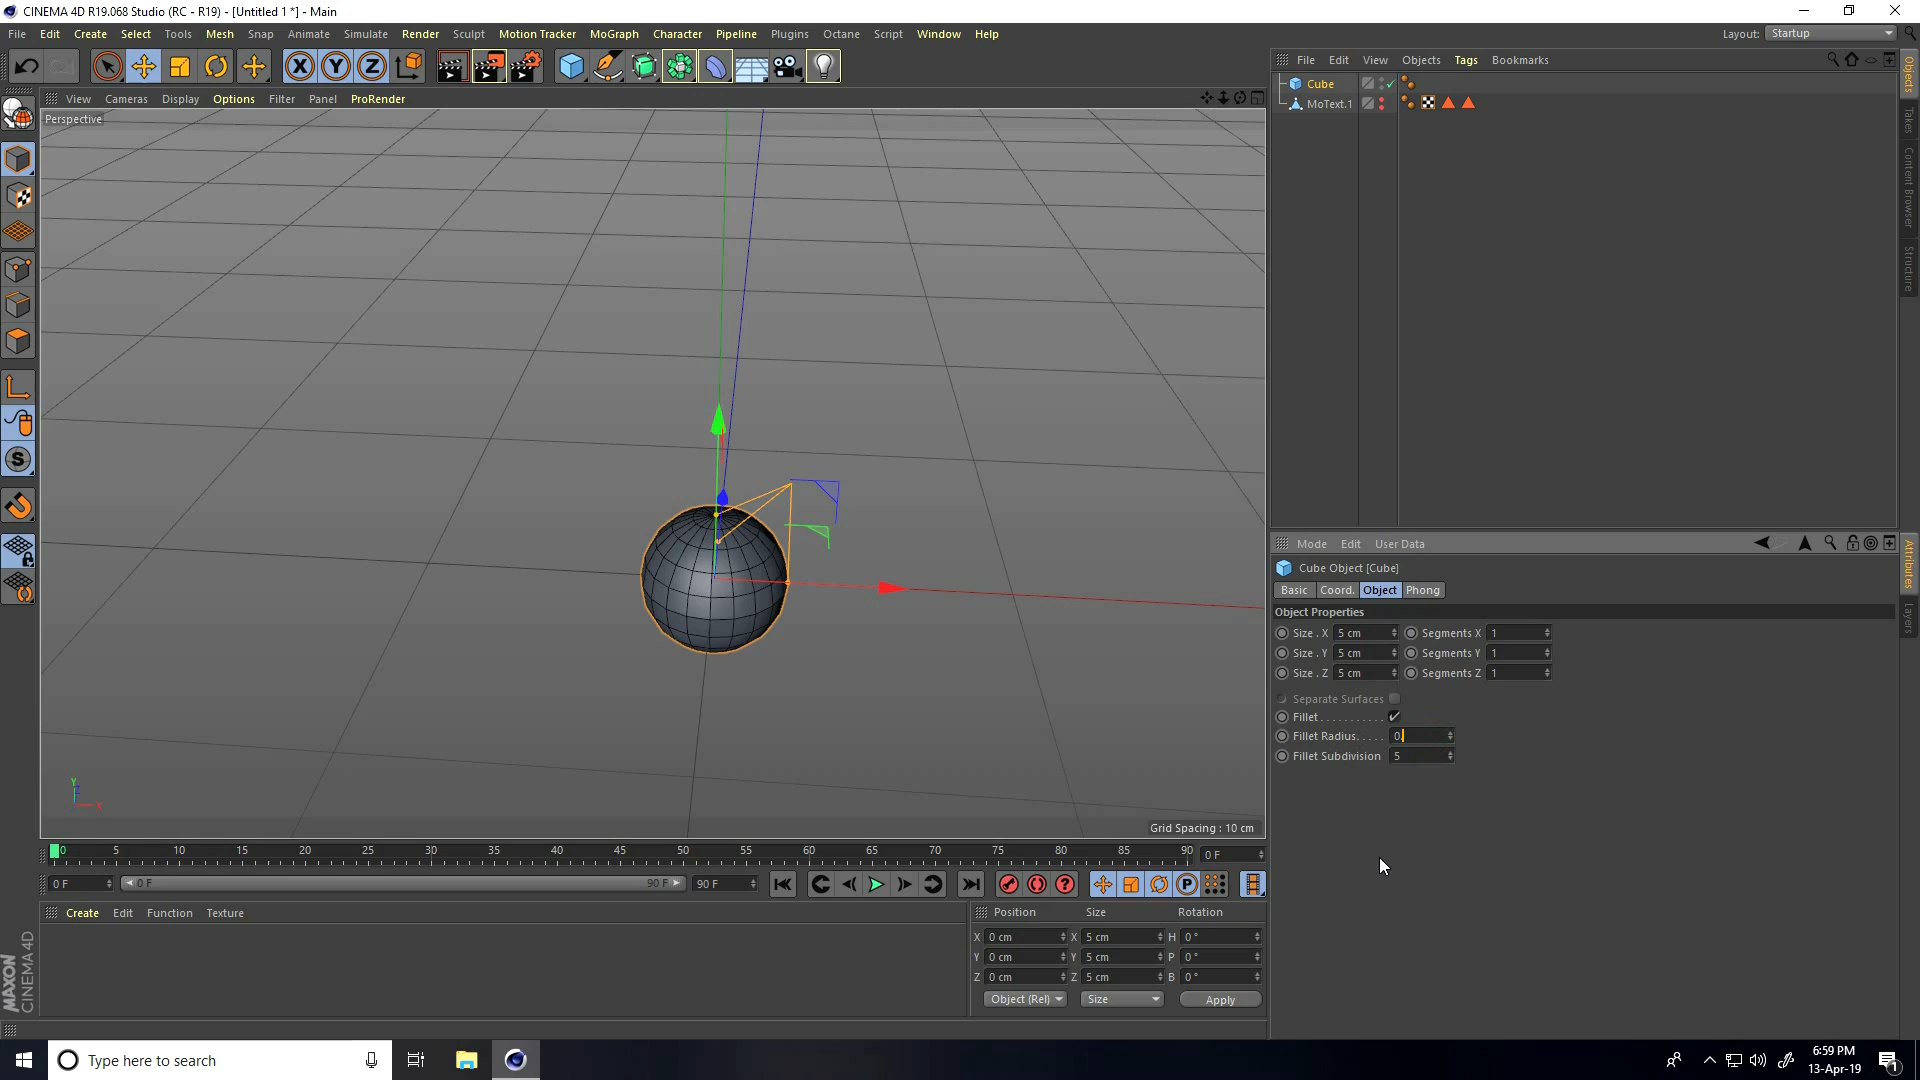 CINEMA 4D R19.068 Studio (RC - R19) - [Untitled 1 *] - Main
File Edit Create Select Tools Mesh Snap Animate Simulate Render Sculpt Motion Tracker MoGraph Character Pipeline Plugins Octane Script Window Help
Layout: Startup
X Y Z
View Cameras Display Options Filter Panel ProRender
Perspective
S
Y
Z
X
Grid Spacing : 10 cm
File Edit View Objects Tags Bookmarks
Cube
MoText.1
Objects
Takes
Content Browser
Structure
Mode Edit User Data
Cube Object [Cube]
Basic Coord. Object Phong
Object Properties
Size . X 5 cm Segments X 1
Size . Y 5 cm Segments Y 1
Size . Z 5 cm Segments Z 1
Separate Surfaces
Fillet . . . . . . . . . . .
Fillet Radius. . . . . 0.
Fillet Subdivision 5
Attributes
Layers
0 5 10 15 20 25 30 35 40 45 50 55 60 65 70 75 80 85 90 0 F
0 F 0 F 90 F 90 F
? P
Create Edit Function Texture
Position Size Rotation
X 0 cm X 5 cm H 0 °
Y 0 cm Y 5 cm P 0 °
Z 0 cm Z 5 cm B 0 °
Object (Rel) Size Apply
MAXON
CINEMA 4D
Type here to search
6:59 PM
13-Apr-19
1